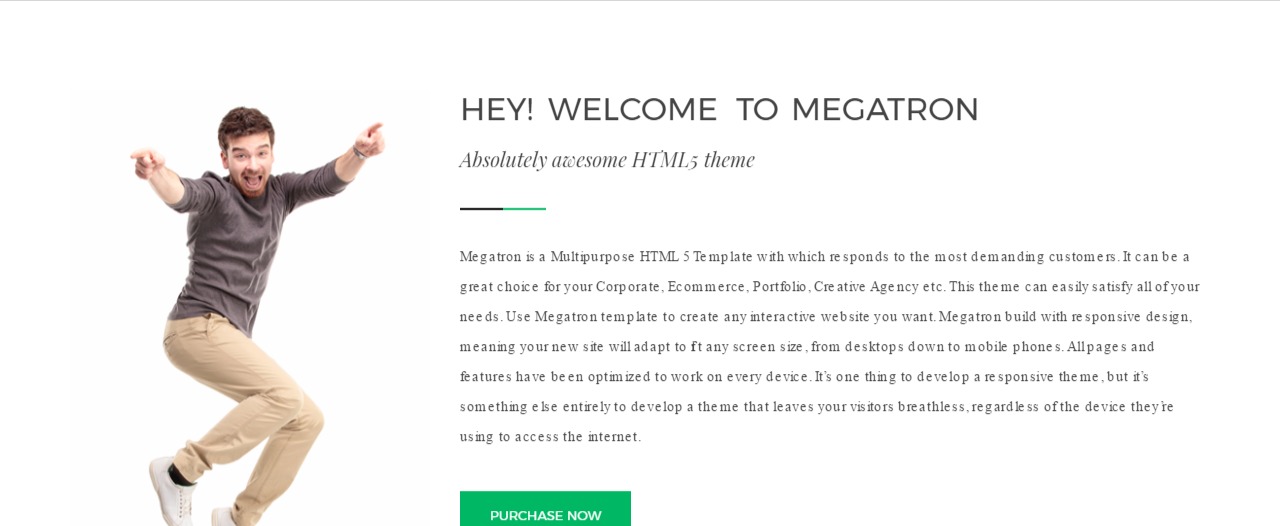 HEY! WELCOME TO MEGATRON
Absolutely awesome HTML5 theme
Megatron is a Multipurpose HTML 5 Template with which responds to the most demanding customers. It can be a
great choice for your Corporate, Ecommerce, Portfolio, Creative Agency etc. This theme can easily satisfy all of your
needs. Use Megatron template to create any interactive website you want. Megatron build with responsive design,
meaning your new site will adapt to fit any screen size, from desktops down to mobile phones. All pages and
features have been optimized to work on every device. It’s one thing to develop a responsive theme, but it’s
something else entirely to develop a theme that leaves your visitors breathless, regardless of the device they’re
using to access the internet.
PURCHASE NOW